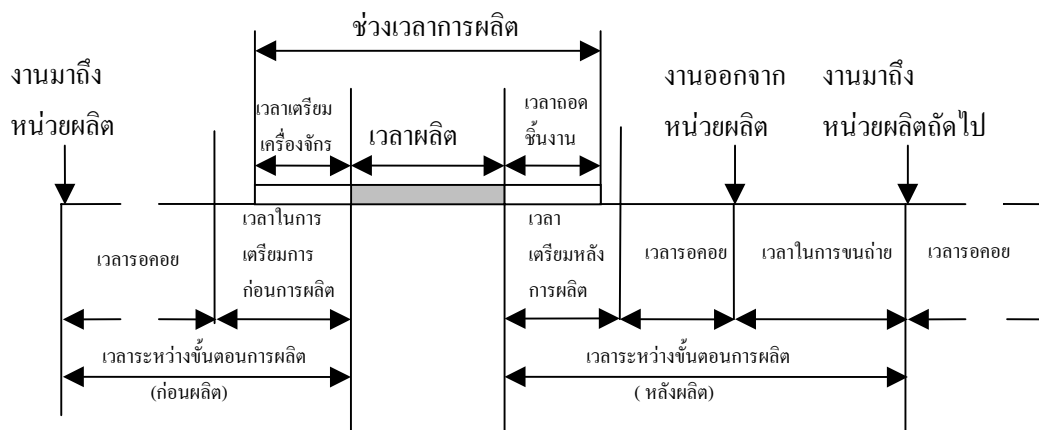 ช่วงเวลาการผลิต
งานมาถึง
หน่วยผลิต
เวลาเตรียม
เครื่องจักร
เวลาผลิต
เวลาถอด
ชิ้นงาน
งานออกจาก
หน่วยผลิต
งานมาถึง
หน่วยผลิตถัดไป
เวลารอคอย
เวลาในการ
เตรียมการ
ก่อนการผลิต
เวลา
เตรียมหลัง
การผลิต
เวลารอคอย
เวลาในการขนถ่าย
เวลารอคอย
เวลาระหว่างขั้นตอนการผลิต
(ก่อนผลิต)
เวลาระหว่างขั้นตอนการผลิต
( หลังผลิต)